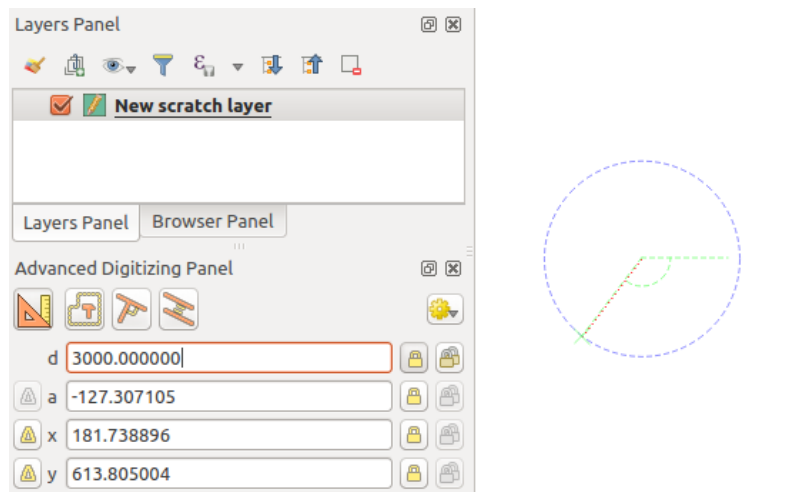 Layers Panel
ε
New scratch layer
Layers Panel Browser Panel
Advanced Digitizing Panel
d 3000.000000
a -127.307105
x 181.738896
y 613.805004